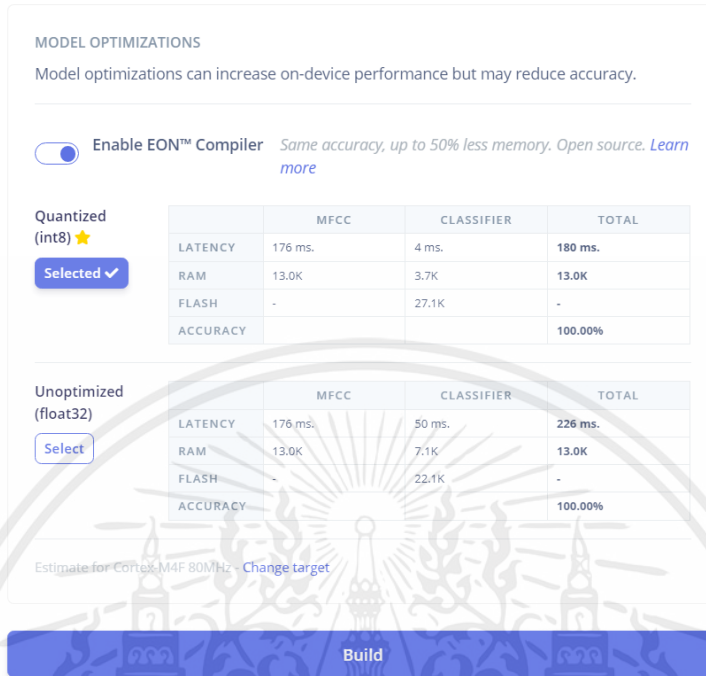 MODEL OPTIMIZATIONS
Model optimizations can increase on-device performance but may reduce accuracy.
Enable EON™ Compiler Same accuracy, up to 50% less memory. Open source. Learn
more
Quantized
(int8)
Selected
MFCC CLASSIFIER TOTAL
LATENCY 176 ms. 4 ms. 180 ms.
RAM 13.0K 3.7K 13.0K
FLASH - 27.1K -
ACCURACY 100.00%
Unoptimized
(float32)
Select
MFCC CLASSIFIER TOTAL
LATENCY 176 ms. 50 ms. 226 ms.
RAM 13.0K 7.1K 13.0K
FLASH - 22.1K -
ACCURACY 100.00%
Estimate for Cortex-M4F 80MHz - Change target
Build